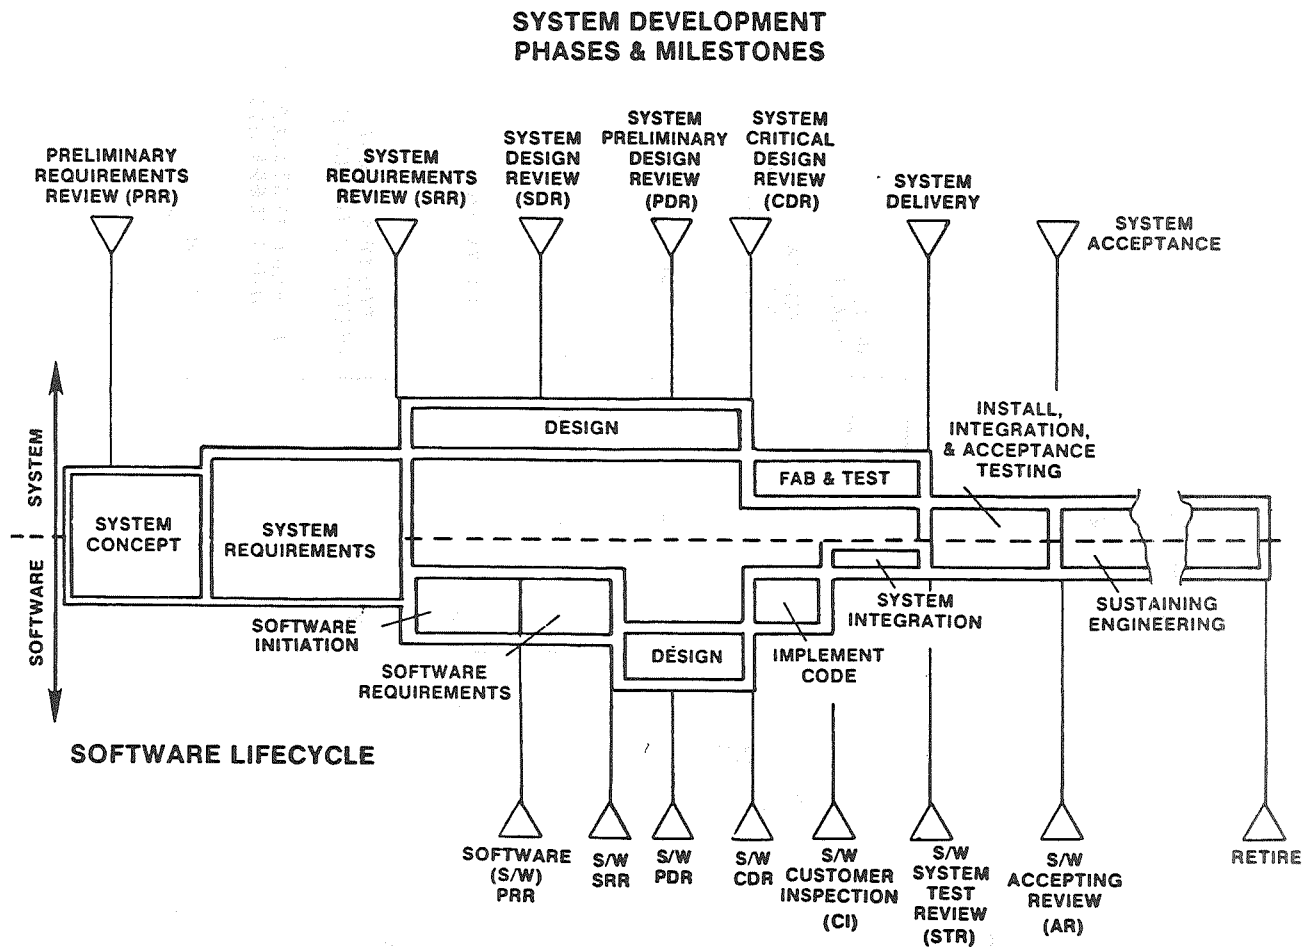 SYSTEM DEVELOPMENT
PHASES & MILESTONES
PRELIMINARY
REQUIREMENTS
REVIEW (PRR)
SYSTEM
REQUIREMENTS
REVIEW (SRR)
SYSTEM
DESIGN
REVIEW
(SDR)
SYSTEM
PRELIMINARY
DESIGN
REVIEW
(PDR)
SYSTEM
CRITICAL
DESIGN
REVIEW
(CDR)
SYSTEM
DELIVERY
SYSTEM
ACCEPTANCE
SYSTEM
SOFTWARE
SYSTEM
CONCEPT
SYSTEM
REQUIREMENTS
DESIGN
FAB & TEST
INSTALL,
INTEGRATION,
& ACCEPTANCE
TESTING
SOFTWARE
INITIATION
SOFTWARE
REQUIREMENTS
DESIGN
IMPLEMENT
CODE
SYSTEM
INTEGRATION
SUSTAINING
ENGINEERING
SOFTWARE LIFECYCLE
SOFTWARE
(S/W)
PRR
S/W
SRR
S/W
PDR
S/W
CDR
S/W
CUSTOMER
INSPECTION
(CI)
S/W
SYSTEM
TEST
REVIEW
(STR)
S/W
ACCEPTING
REVIEW
(AR)
RETIRE